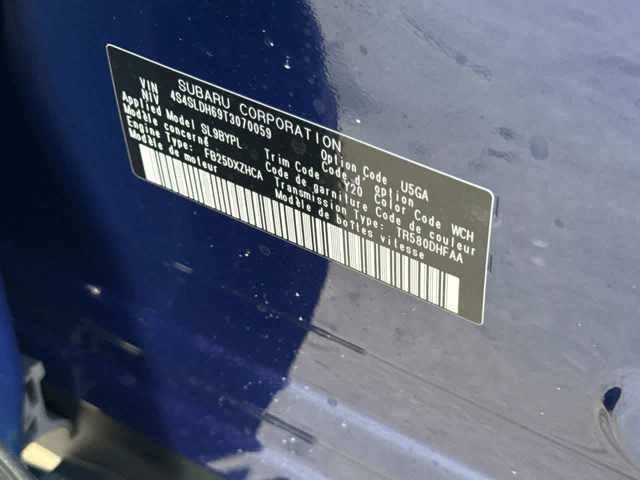 SUBARU CORPORATION
VIN
NIV 4S4SLDH69T3070059
Applied Model SL9BYPL Option Code U5GA
Modèle concerné Code d' option
Trim Code Y20 Color Code WCH
Code de garniture Code de couleur
Engine Type: FB25DXZHCA Transmission Type: TR580DHFAA
Modèle de moteur Modèle de boîtes vitesse